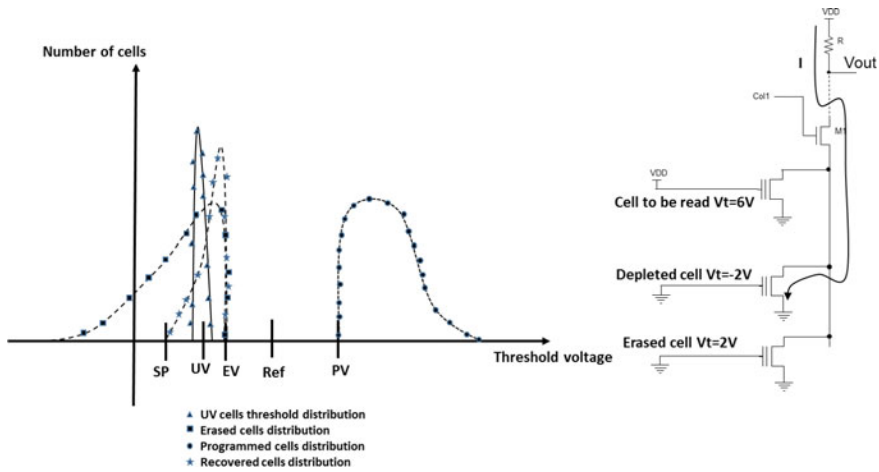 Number of cells
SP
UV
EV
Ref
PV
Threshold voltage
UV cells threshold distribution
Erased cells distribution
Programmed cells distribution
Recovered cells distribution
VDD
R
I
Vout
Col1
M1
VDD
Cell to be read Vt=6V
Depleted cell Vt=-2V
Erased cell Vt=2V